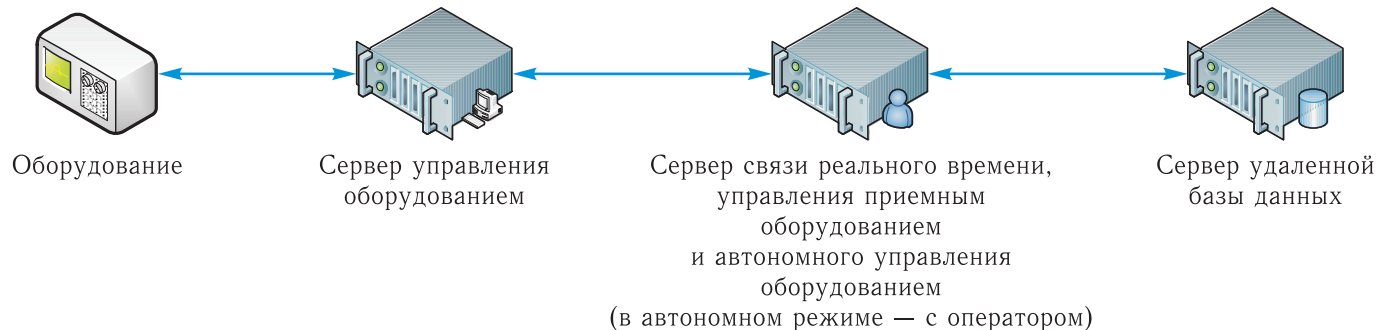 Оборудование
Сервер управления
оборудованием
Сервер связи реального времени,
управления приемным
оборудованием
и автономного управления
оборудованием
(в автономном режиме — с оператором)
Сервер удаленной
базы данных